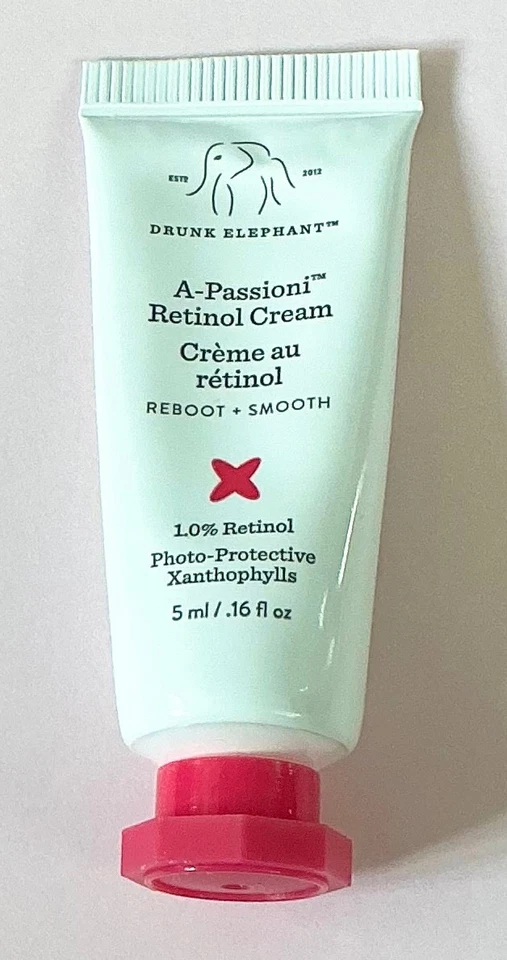 ESTD 2012
DRUNK ELEPHANT™
A-Passioni™
Retinol Cream
Crème au
rétinol
REBOOT + SMOOTH
1.0% Retinol
Photo-Protective
Xanthophylls
5 ml / .16 fl oz